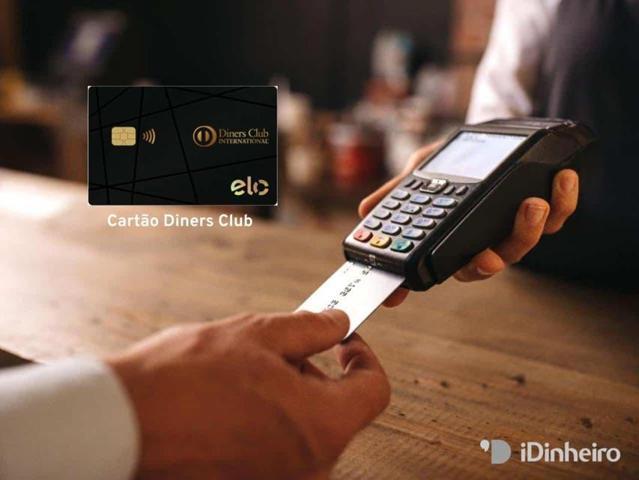 Diners Club
INTERNATIONAL
elo
Cartão Diners Club
iDinheiro